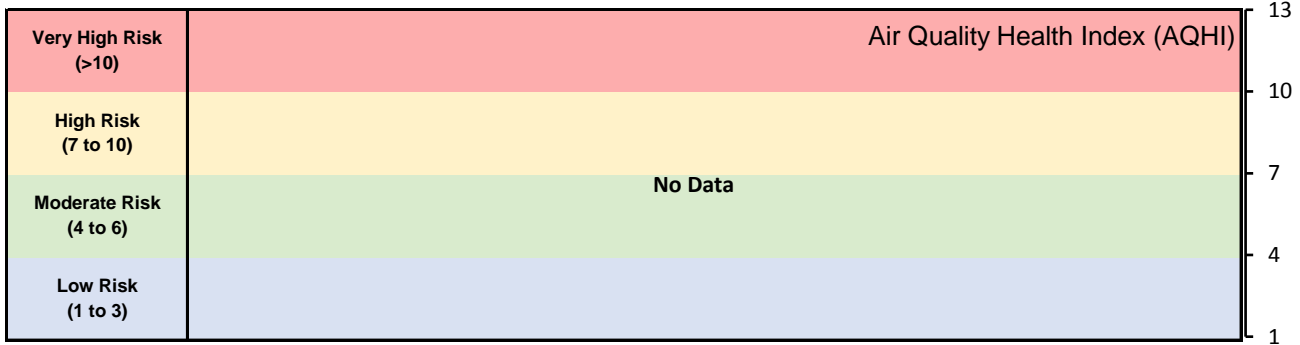 Very High Risk
(>10)
Air Quality Health Index (AQHI)
13
10
High Risk
(7 to 10)
7
No Data
Moderate Risk
(4 to 6)
4
Low Risk
(1 to 3)
1